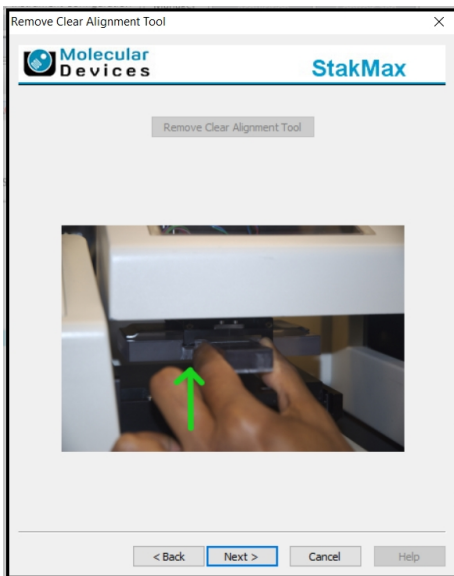 Remove Clear Alignment Tool
Molecular
Devices
StakMax
Remove Clear Alignment Tool
< Back
Next >
Cancel
Help